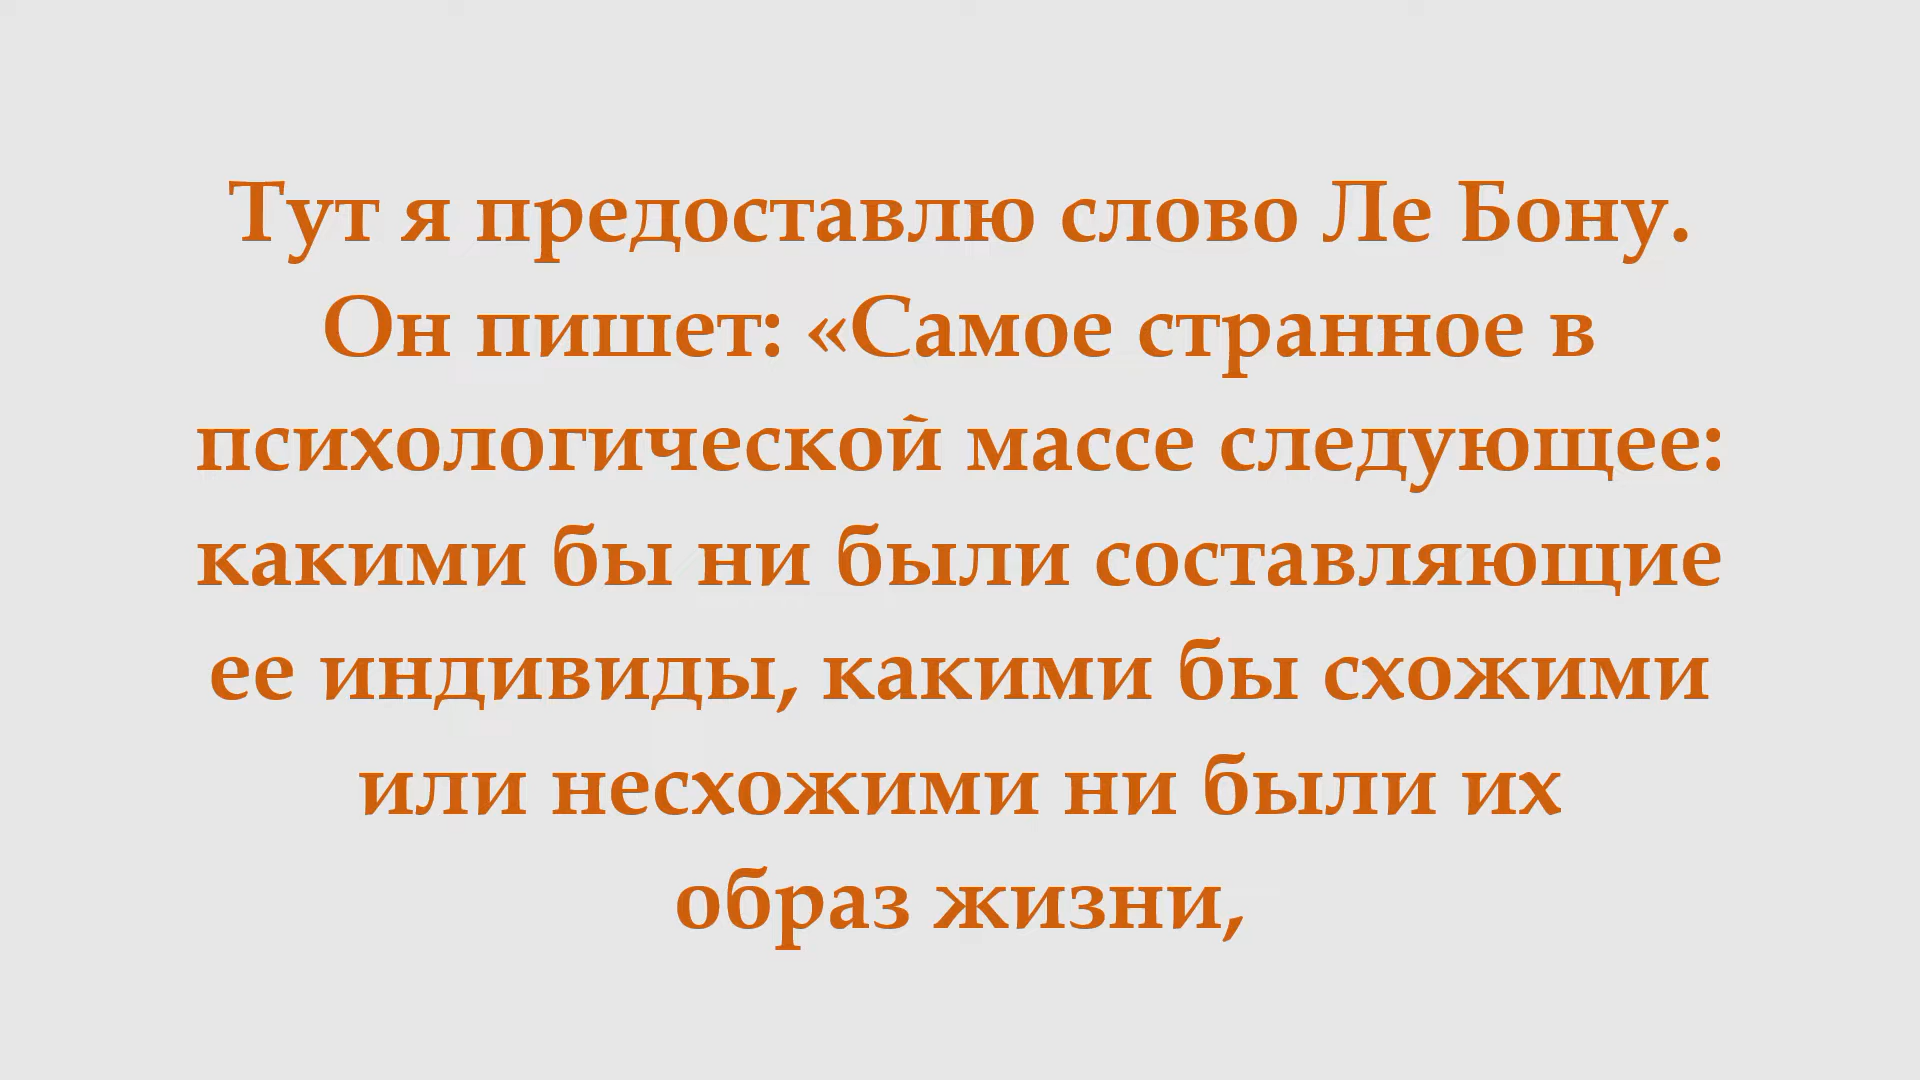 Тут я предоставлю слово Ле Бону.
Он пишет: «Самое странное в
психологической массе следующее:
какими бы ни были составляющие
ее индивиды, какими бы схожими
или несхожими ни были их
образ жизни,